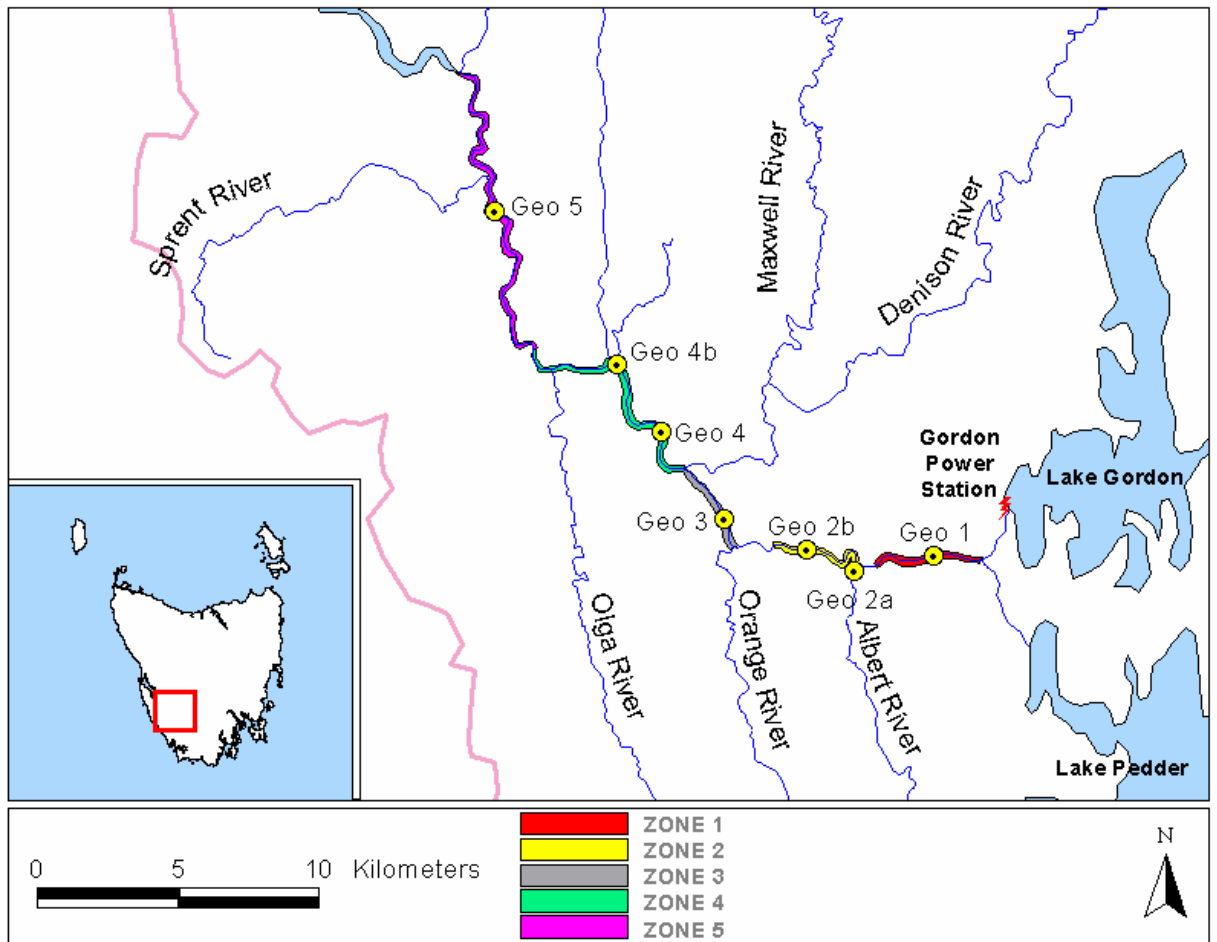 Sprent River
Geo 5
Maxwell River
Denison River
Geo 4b
Geo 4
Gordon
Power
Station
Lake Gordon
Geo 3
Geo 2b
Geo 1
Geo 2a
Olga River
Orange River
Albert River
Lake Pedder
0 5 10 Kilometers
ZONE 1
ZONE 2
ZONE 3
ZONE 4
ZONE 5
N